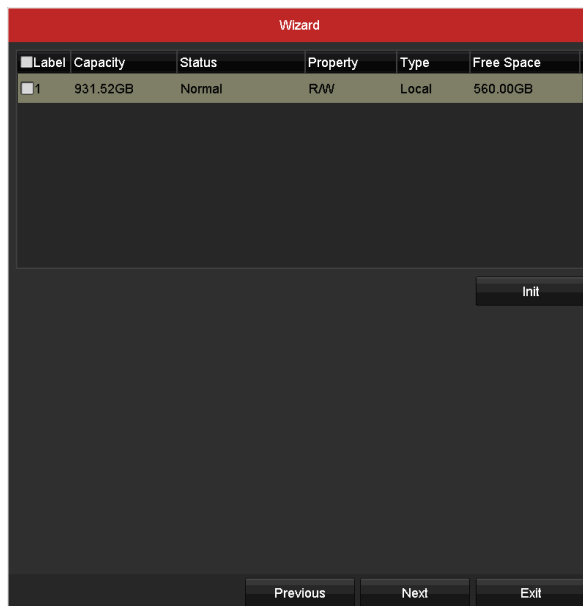 Wizard
Label Capacity Status Property Type Free Space
1 931.52GB Normal R/W Local 560.00GB
Init
Previous Next Exit